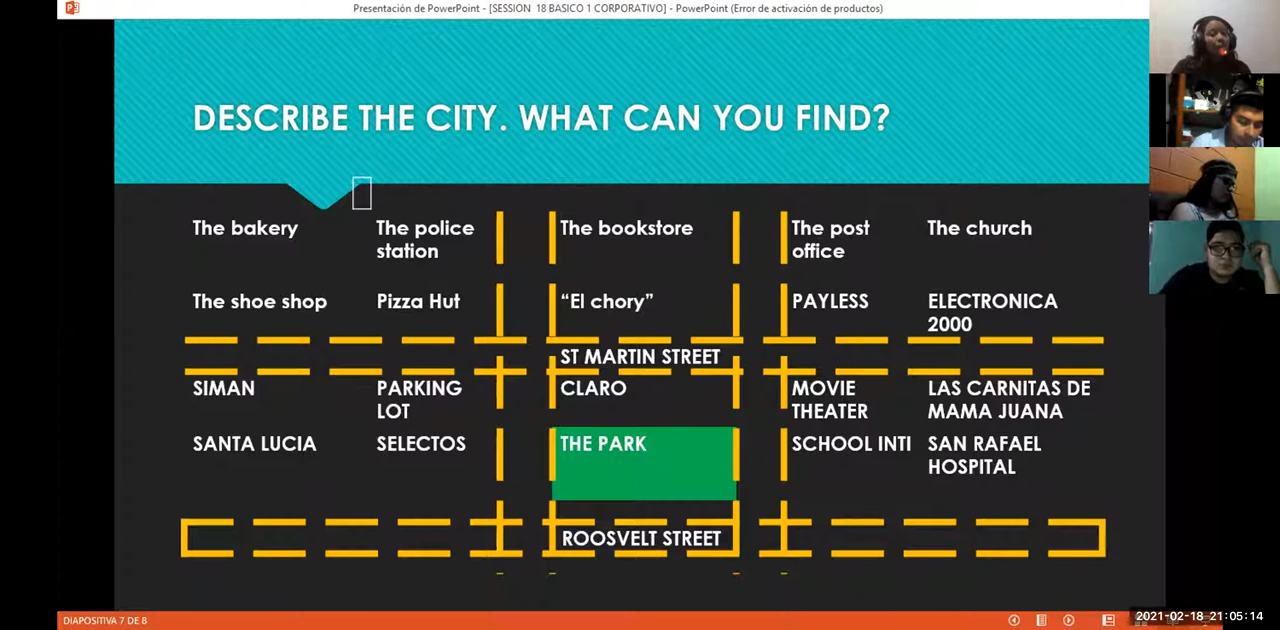 Presentación de PowerPoint - [SESSION 18 BASICO 1 CORPORATIVO] - PowerPoint (Error de activación de productos)
DESCRIBE THE CITY. WHAT CAN YOU FIND?
The bakery
The police
station
The bookstore
The post
office
The church
The shoe shop
Pizza Hut
“El chory”
PAYLESS
ELECTRONICA
2000
ST MARTIN STREET
SIMAN
PARKING
LOT
CLARO
MOVIE
THEATER
LAS CARNITAS DE
MAMA JUANA
SANTA LUCIA
SELECTOS
THE PARK
SCHOOL INTI
SAN RAFAEL
HOSPITAL
ROOSVELT STREET
DIAPOSITIVA 7 DE 8
2021-02-18 21:05:14